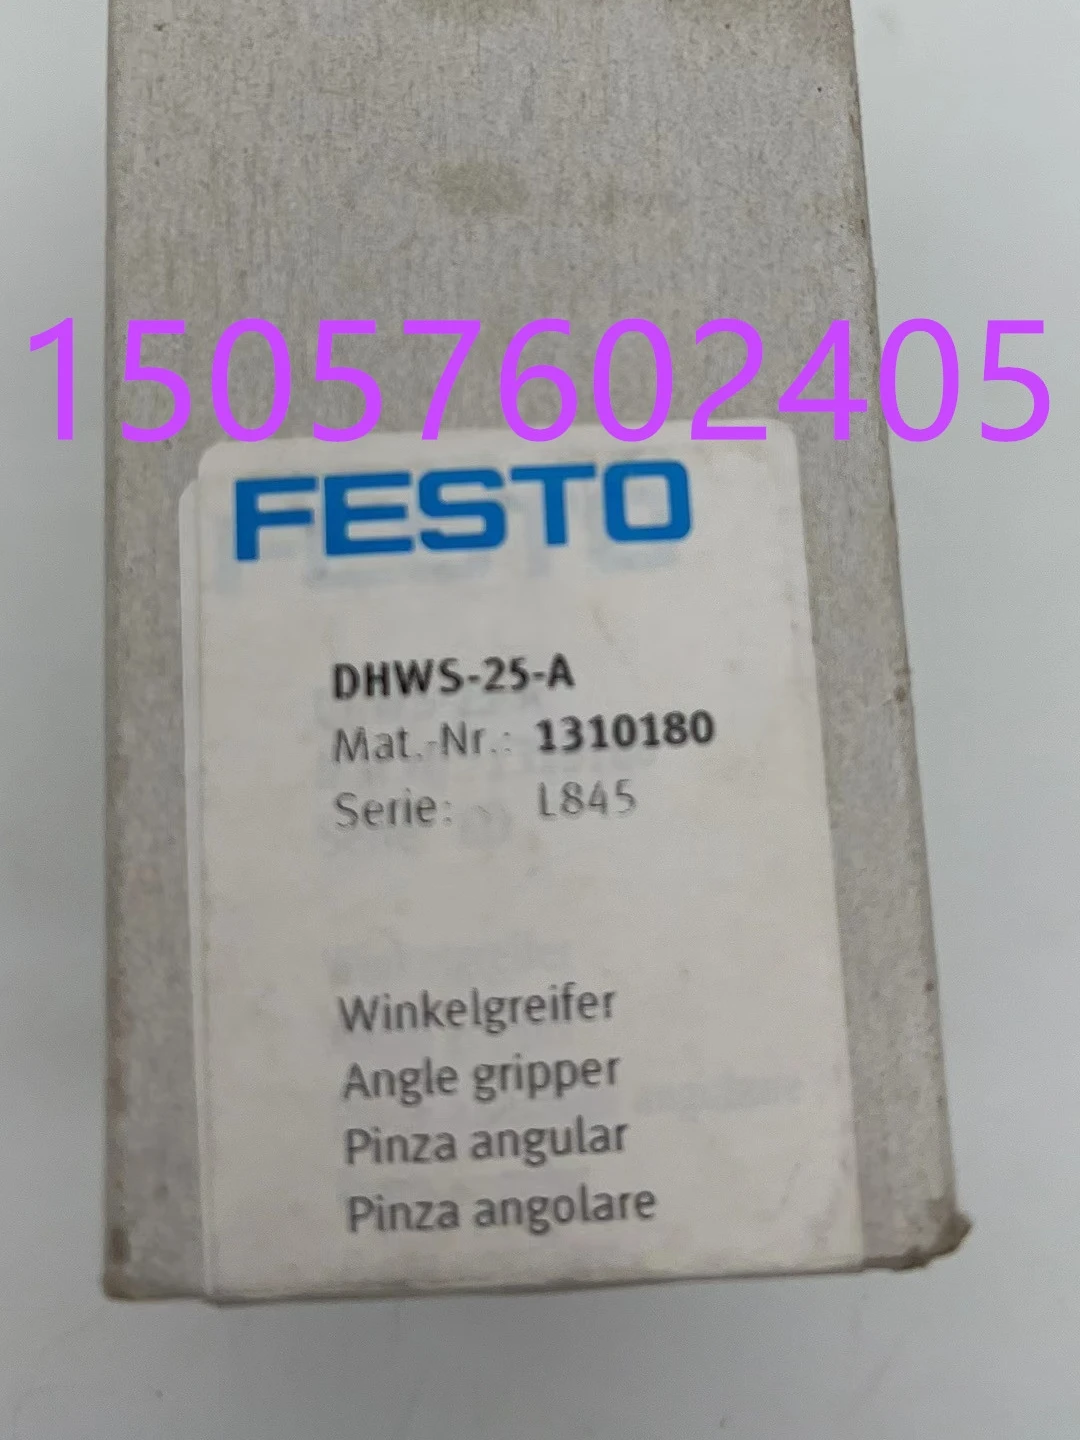 15057602405
FESTO
DHWS-25-A
Mat.-Nr.: 1310180
Serie: L845
Winkelgreifer
Angle gripper
Pinza angular
Pinza angolare